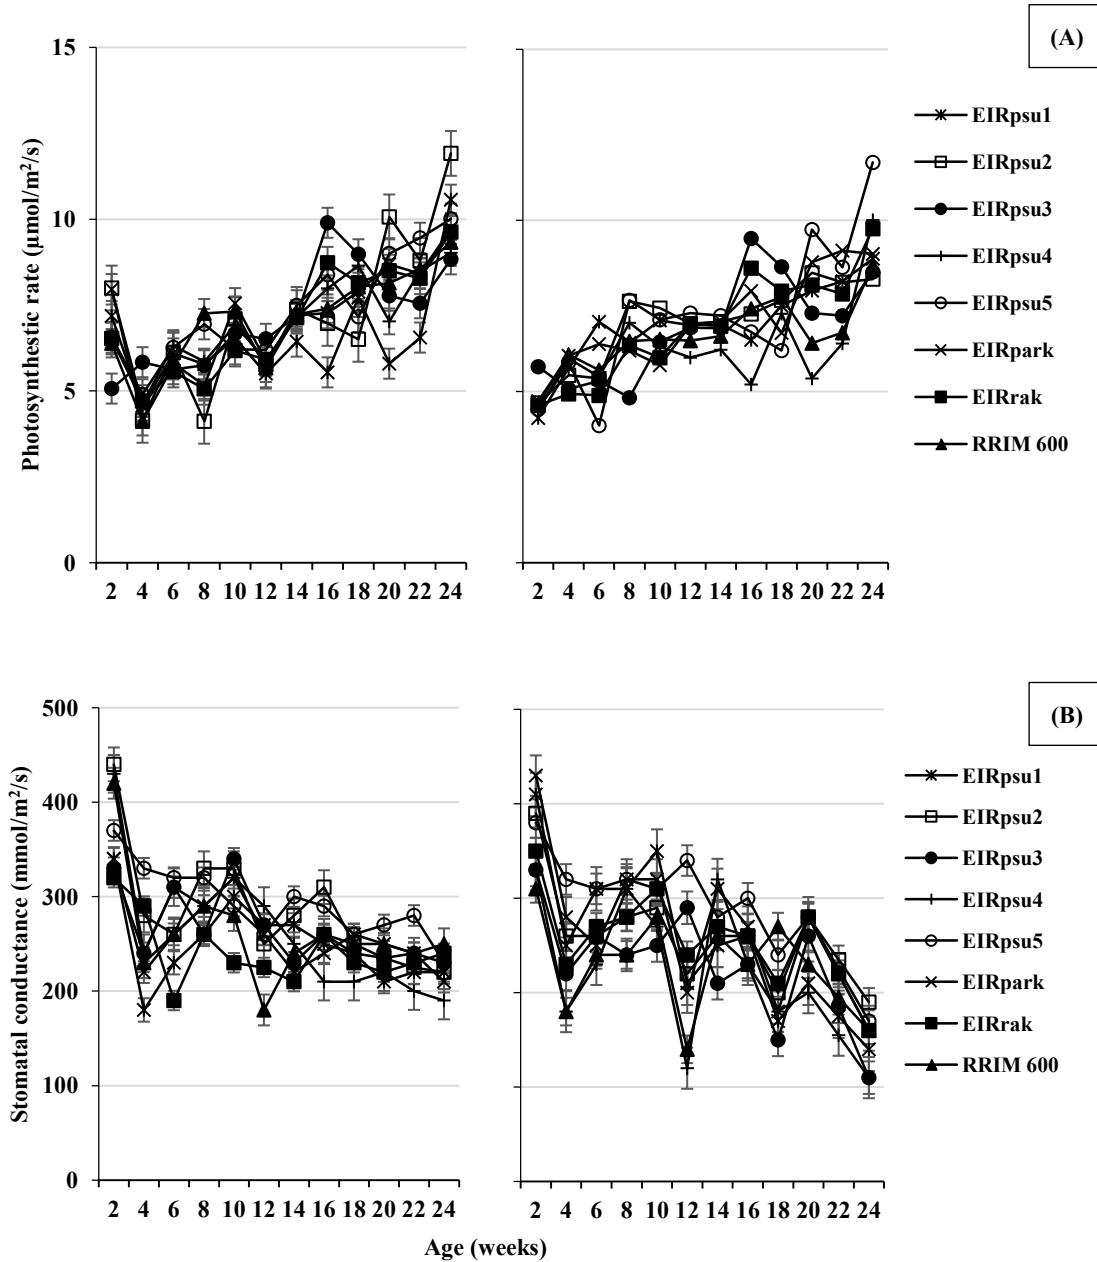 (A)
Photosynthestic rate (μmol/m²/s)
15
10
5
0
2 4 6 8 10 12 14 16 18 20 22 24
2 4 6 8 10 12 14 16 18 20 22 24
EIRpsu1
EIRpsu2
EIRpsu3
EIRpsu4
EIRpsu5
EIRpark
EIRrak
RRIM 600
(B)
Stomatal conductance (mmol/m²/s)
500
400
300
200
100
0
2 4 6 8 10 12 14 16 18 20 22 24
2 4 6 8 10 12 14 16 18 20 22 24
EIRpsu1
EIRpsu2
EIRpsu3
EIRpsu4
EIRpsu5
EIRpark
EIRrak
RRIM 600
Age (weeks)